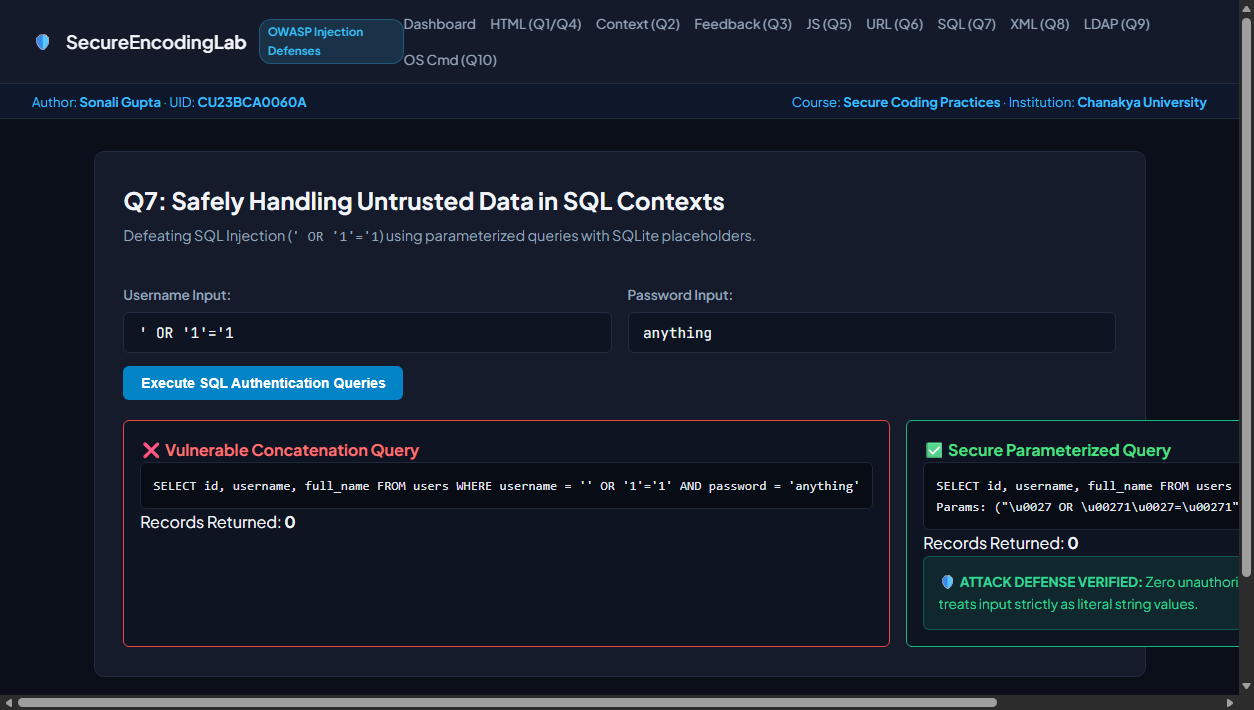 SecureEncodingLab
OWASP Injection
Defenses
Dashboard HTML (Q1/Q4) Context (Q2) Feedback (Q3) JS (Q5) URL (Q6) SQL (Q7) XML (Q8) LDAP (Q9)
OS Cmd (Q10)
Author: Sonali Gupta · UID: CU23BCA0060A
Course: Secure Coding Practices · Institution: Chanakya University
Q7: Safely Handling Untrusted Data in SQL Contexts
Defeating SQL Injection (' OR '1'='1) using parameterized queries with SQLite placeholders.
Username Input:
Password Input:
' OR '1'='1
anything
Execute SQL Authentication Queries
❌ Vulnerable Concatenation Query
SELECT id, username, full_name FROM users WHERE username = '' OR '1'='1' AND password = 'anything'
Records Returned: 0
✅ Secure Parameterized Query
SELECT id, username, full_name FROM users
Params: ("\u0027 OR \u00271\u0027=\u00271"
Records Returned: 0
ATTACK DEFENSE VERIFIED: Zero unauthori
treats input strictly as literal string values.